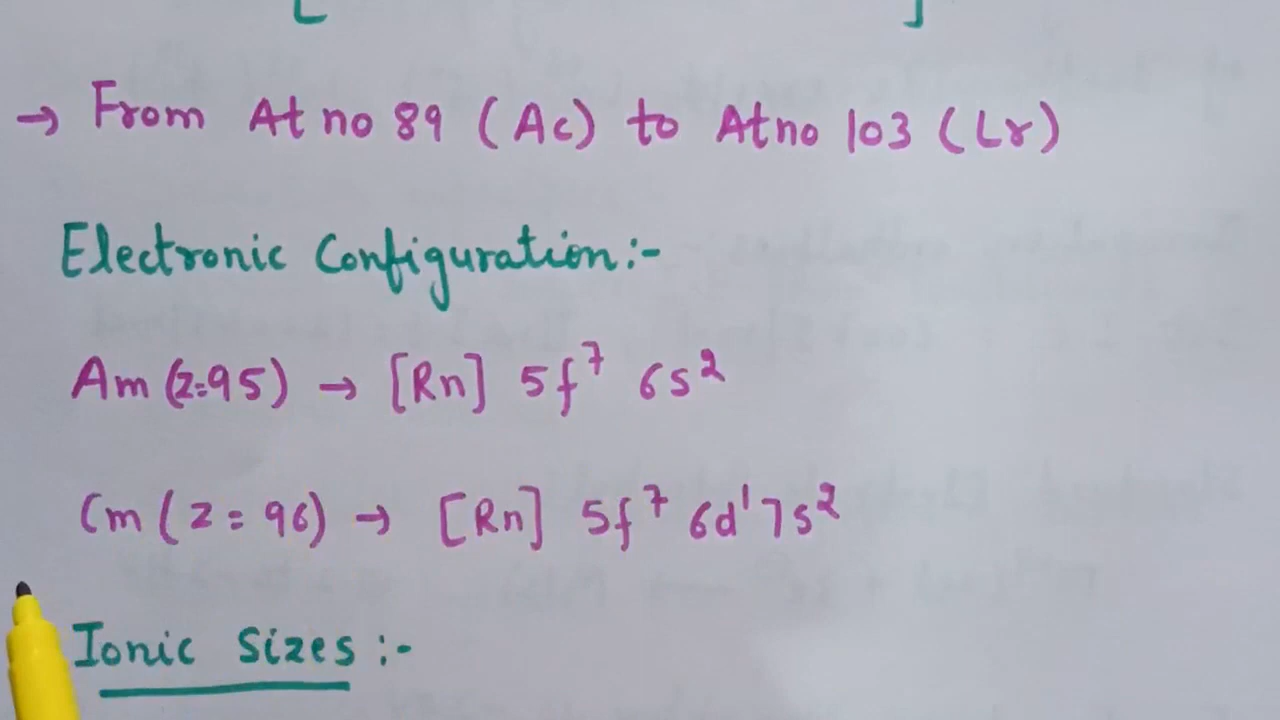 → From At no 89 (Ac) to At no 103 (Lr)
Electronic Configuration:-
Am (z=95) → [Rn] 5f⁷ 6s²
Cm (z = 96) → [Rn] 5f⁷ 6d¹ 7s²
Ionic Sizes :-